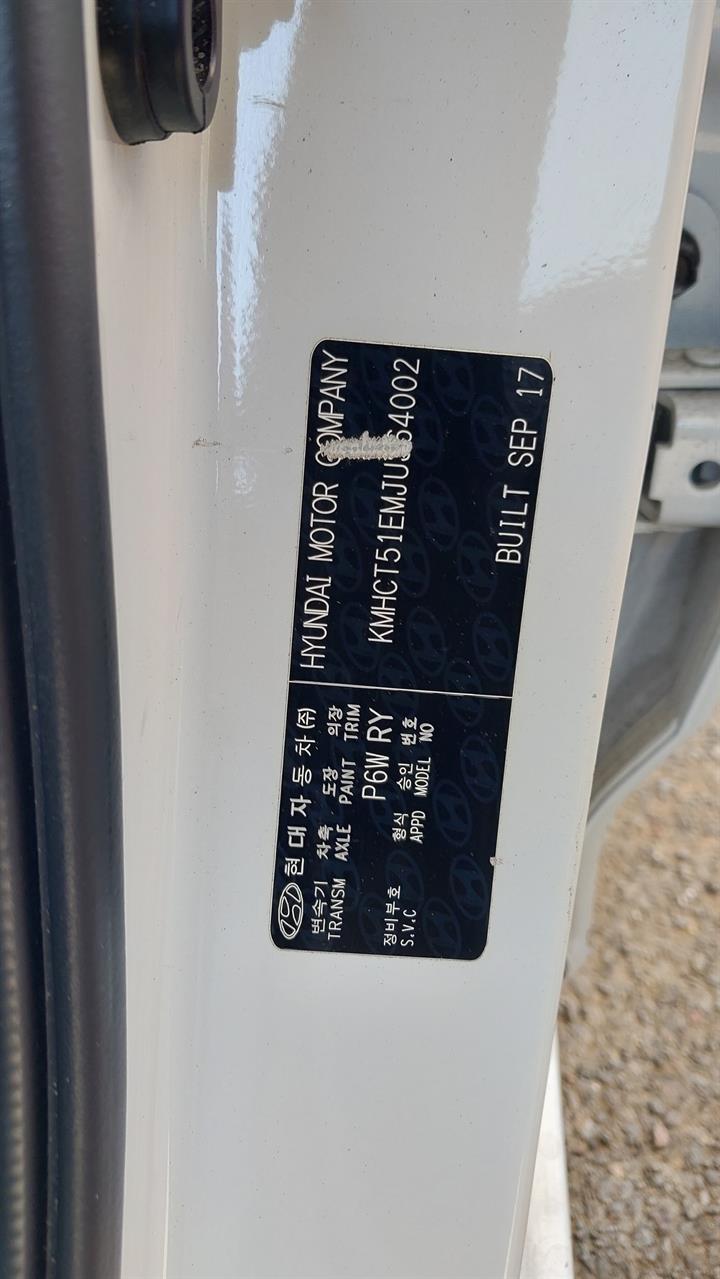 현대자동차(주)
변속기 차축 도장 의장
TRANSM AXLE PAINT TRIM
P6W RY
정비부호 형식 승인 번호
S.V.C APPD MODEL NO
HYUNDAI MOTOR COMPANY
BUILT SEP 17